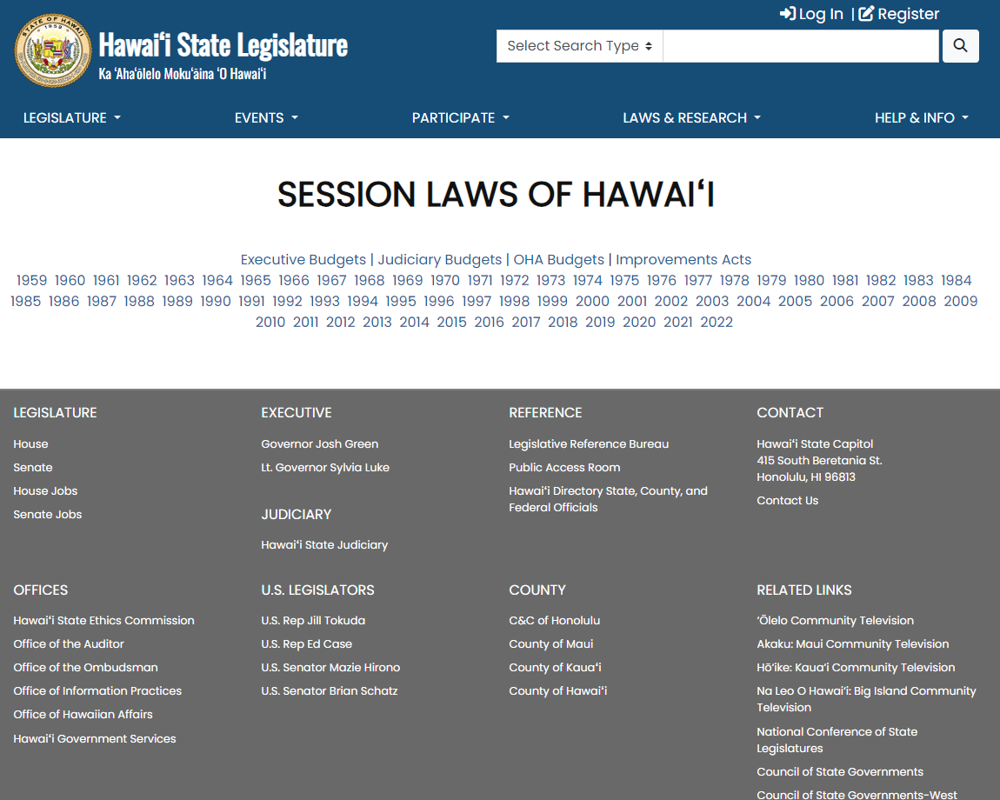 Log In | Register
STATE OF HAWAII
1959
Hawaiʻi State Legislature
Ka ʻAhaʻōlelo Mokuʻāina ʻO Hawaiʻi
Select Search Type
LEGISLATURE EVENTS PARTICIPATE LAWS & RESEARCH HELP & INFO
SESSION LAWS OF HAWAIʻI
Executive Budgets | Judiciary Budgets | OHA Budgets | Improvements Acts
1959 1960 1961 1962 1963 1964 1965 1966 1967 1968 1969 1970 1971 1972 1973 1974 1975 1976 1977 1978 1979 1980 1981 1982 1983 1984
1985 1986 1987 1988 1989 1990 1991 1992 1993 1994 1995 1996 1997 1998 1999 2000 2001 2002 2003 2004 2005 2006 2007 2008 2009
2010 2011 2012 2013 2014 2015 2016 2017 2018 2019 2020 2021 2022
LEGISLATURE
House
Senate
House Jobs
Senate Jobs
EXECUTIVE
Governor Josh Green
Lt. Governor Sylvia Luke
JUDICIARY
Hawaiʻi State Judiciary
REFERENCE
Legislative Reference Bureau
Public Access Room
Hawaiʻi Directory State, County, and
Federal Officials
CONTACT
Hawaiʻi State Capitol
415 South Beretania St.
Honolulu, HI 96813
Contact Us
OFFICES
Hawaiʻi State Ethics Commission
Office of the Auditor
Office of the Ombudsman
Office of Information Practices
Office of Hawaiian Affairs
Hawaiʻi Government Services
U.S. LEGISLATORS
U.S. Rep Jill Tokuda
U.S. Rep Ed Case
U.S. Senator Mazie Hirono
U.S. Senator Brian Schatz
COUNTY
C&C of Honolulu
County of Maui
County of Kauaʻi
County of Hawaiʻi
RELATED LINKS
ʻŌlelo Community Television
Akaku: Maui Community Television
Hōʻike: Kauaʻi Community Television
Na Leo O Hawaiʻi: Big Island Community
Television
National Conference of State
Legislatures
Council of State Governments
Council of State Governments-West